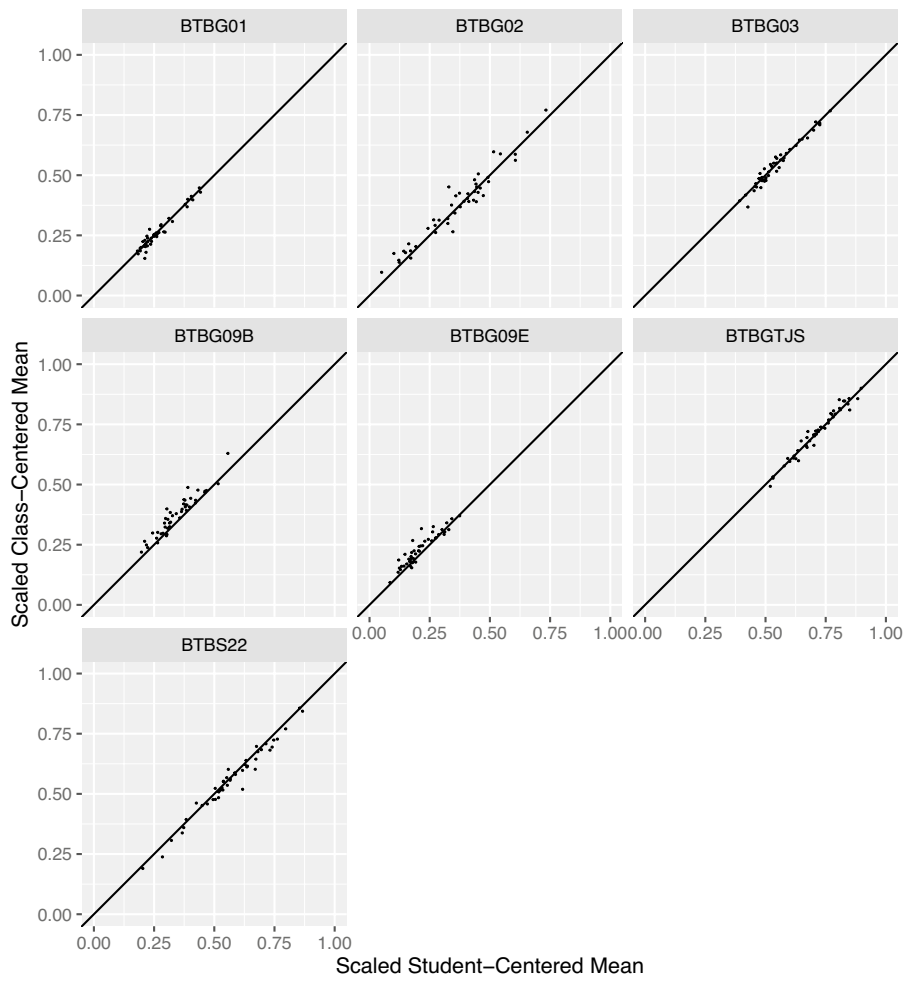 BTBG01 BTBG02 BTBG03
1.00
0.75
0.50
0.25
0.00
BTBG09B BTBG09E BTBGTJS
1.00
0.75
0.50
0.25
0.00
0.00 0.25 0.50 0.75 1.00 0.00 0.25 0.50 0.75 1.00
BTBS22
1.00
0.75
0.50
0.25
0.00
0.00 0.25 0.50 0.75 1.00
Scaled Student–Centered Mean
Scaled Class–Centered Mean